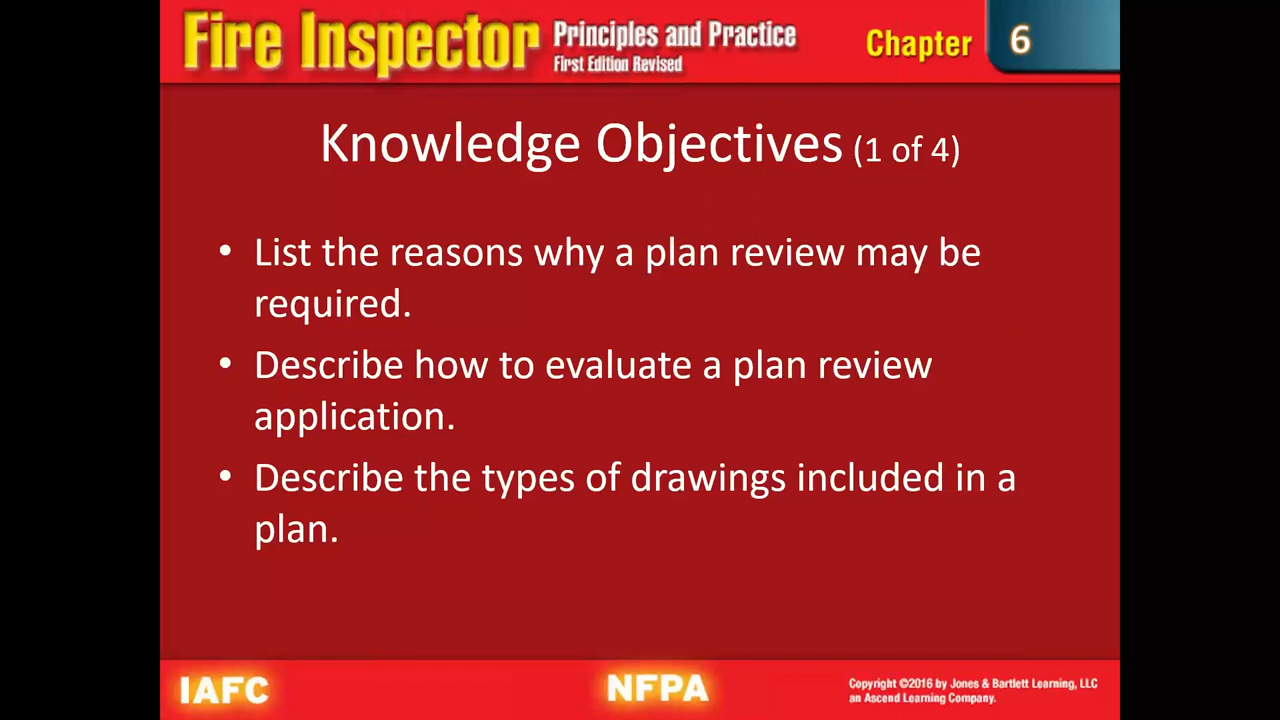 Fire Inspector Principles and Practice Chapter 6
First Edition Revised
Knowledge Objectives (1 of 4)
• List the reasons why a plan review may be
required.
• Describe how to evaluate a plan review
application.
• Describe the types of drawings included in a
plan.
IAFC NFPA Copyright ©2016 by Jones & Bartlett Learning, LLC
an Ascend Learning Company.